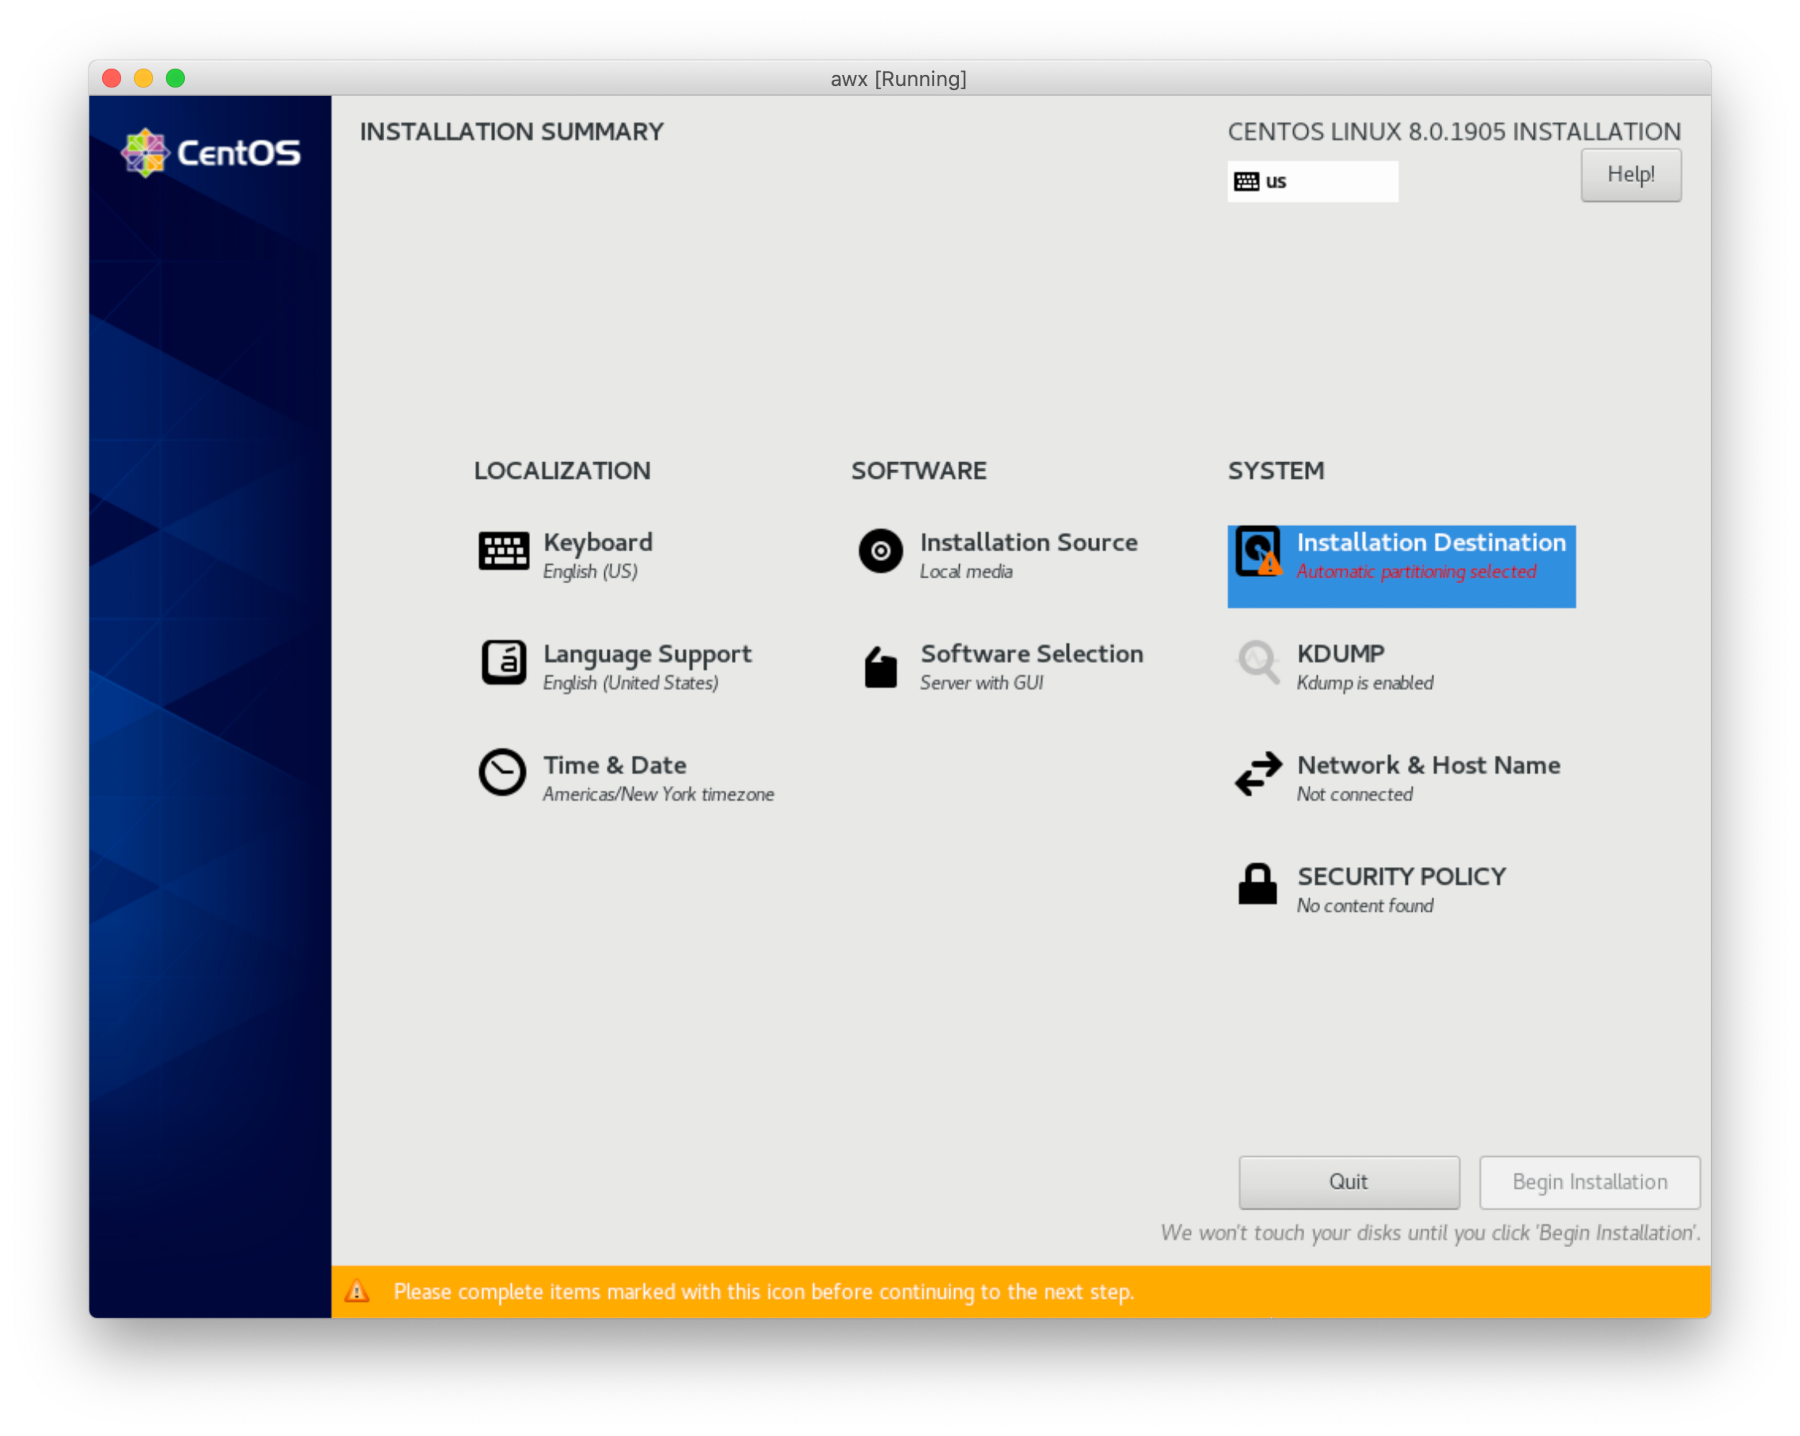 awx [Running]
CentOS
INSTALLATION SUMMARY
CENTOS LINUX 8.0.1905 INSTALLATION
us
Help!
LOCALIZATION
Keyboard
English (US)
Language Support
English (United States)
Time & Date
Americas/New York timezone
SOFTWARE
Installation Source
Local media
Software Selection
Server with GUI
SYSTEM
Installation Destination
Automatic partitioning selected
KDUMP
Kdump is enabled
Network & Host Name
Not connected
SECURITY POLICY
No content found
Quit
Begin Installation
We won't touch your disks until you click 'Begin Installation'.
Please complete items marked with this icon before continuing to the next step.